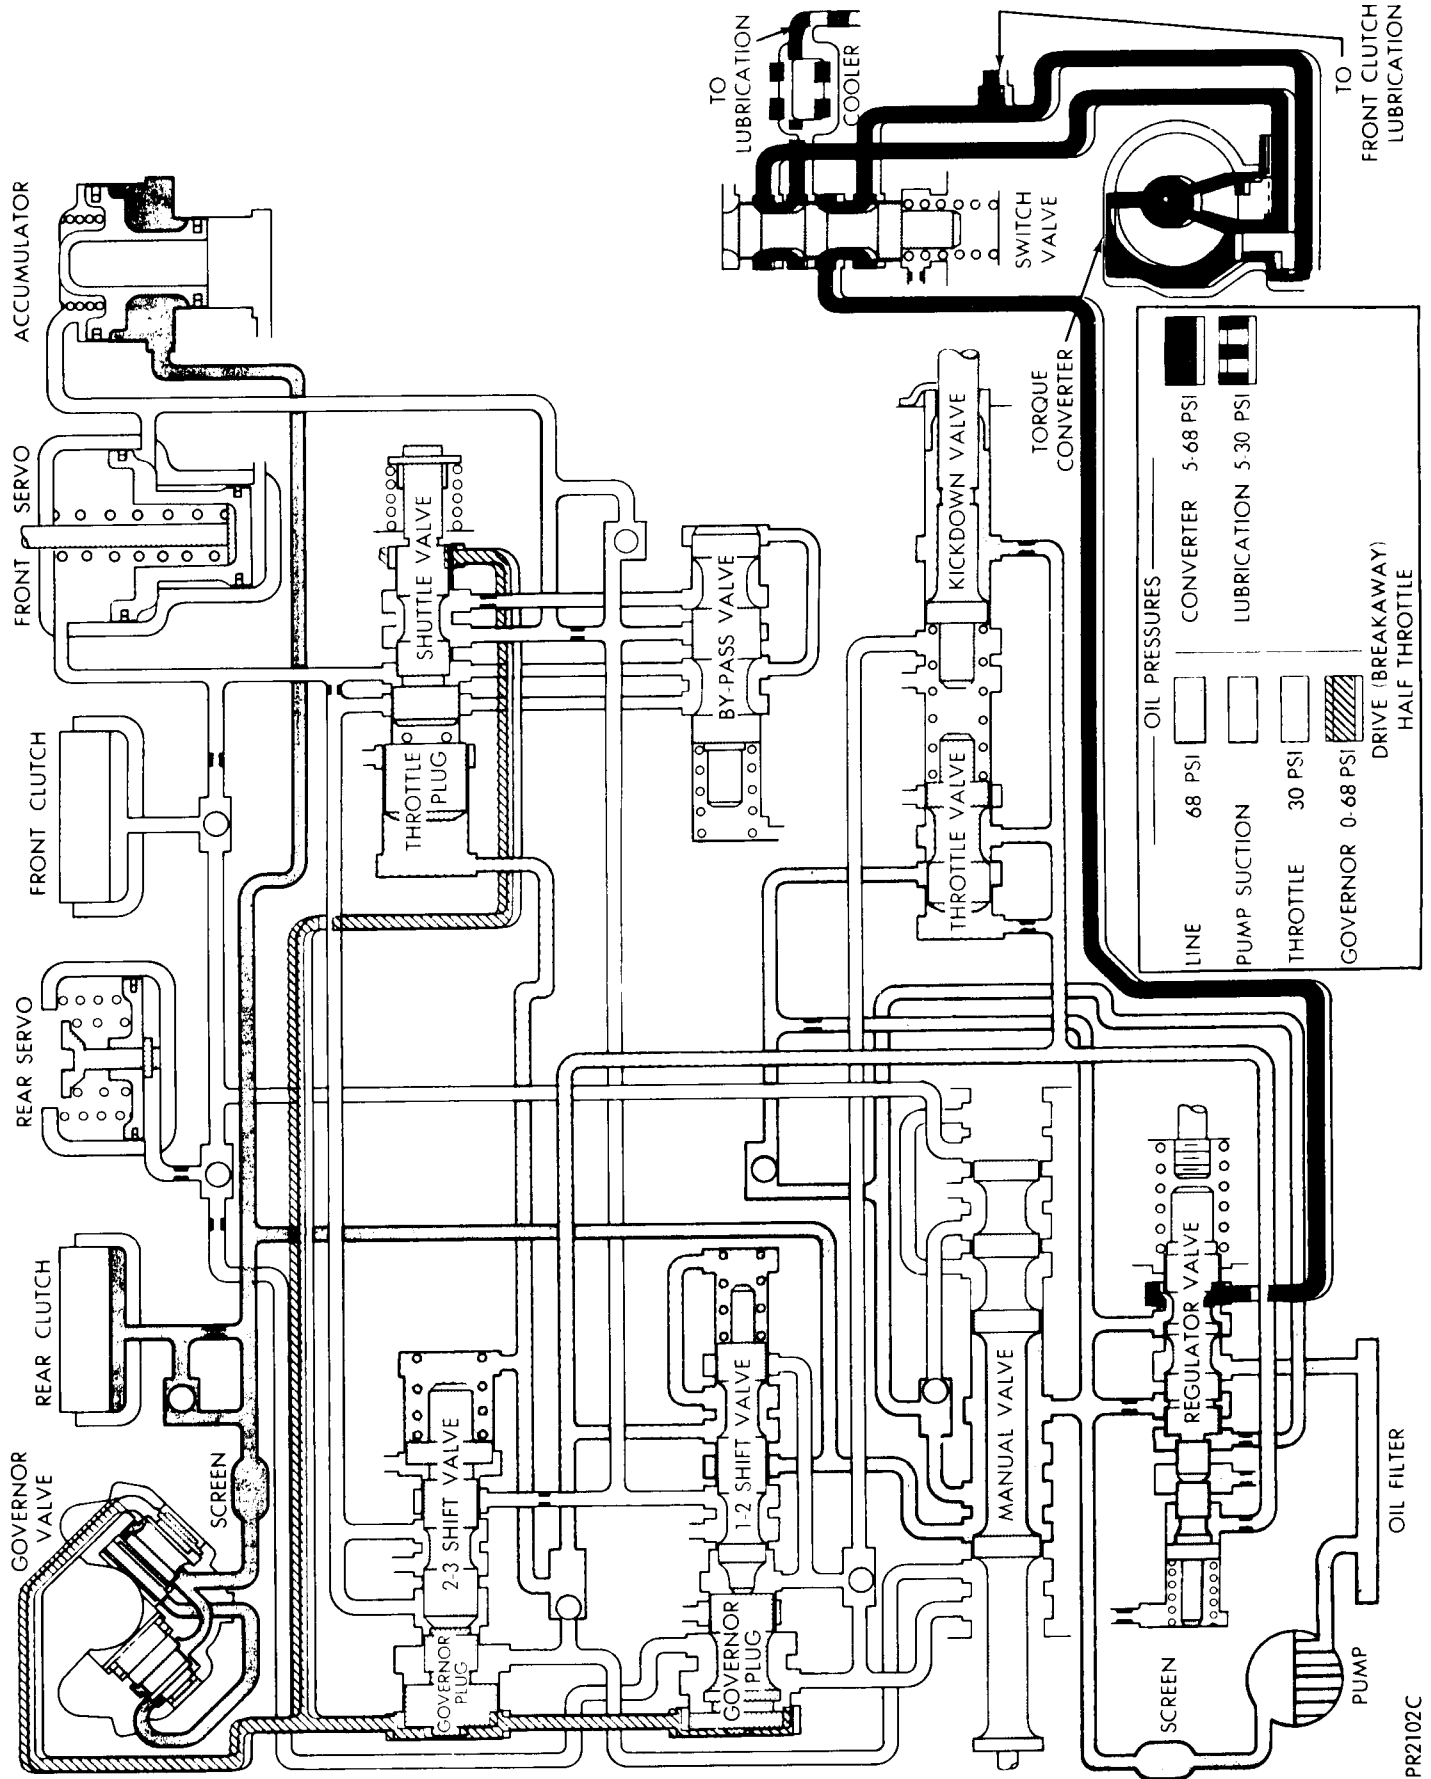 GOVERNOR
VALVE
REAR CLUTCH
REAR SERVO
FRONT CLUTCH
FRONT SERVO
ACCUMULATOR
SCREEN
2-3 SHIFT VALVE
GOVERNOR
PLUG
THROTTLE
PLUG
SHUTTLE VALVE
1-2 SHIFT VALVE
GOVERNOR
PLUG
BY-PASS VALVE
TO
LUBRICATION
COOLER
SWITCH
VALVE
MANUAL VALVE
THROTTLE VALVE
KICKDOWN VALVE
TORQUE
CONVERTER
TO
FRONT CLUTCH
LUBRICATION
SCREEN
REGULATOR VALVE
PUMP
OIL FILTER
OIL PRESSURES
LINE 68 PSI
CONVERTER 5-68 PSI
PUMP SUCTION
LUBRICATION 5-30 PSI
THROTTLE 30 PSI
GOVERNOR 0-68 PSI
DRIVE (BREAKAWAY)
HALF THROTTLE
PR2102C